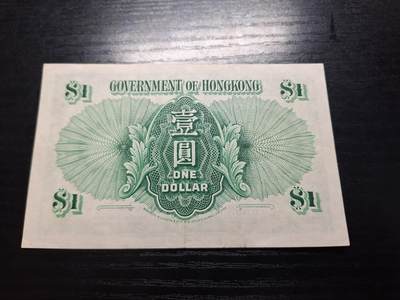 GOVERNMENT OF HONGKONG
$1 $1
壹
圓
ONE
DOLLAR
$1 $1